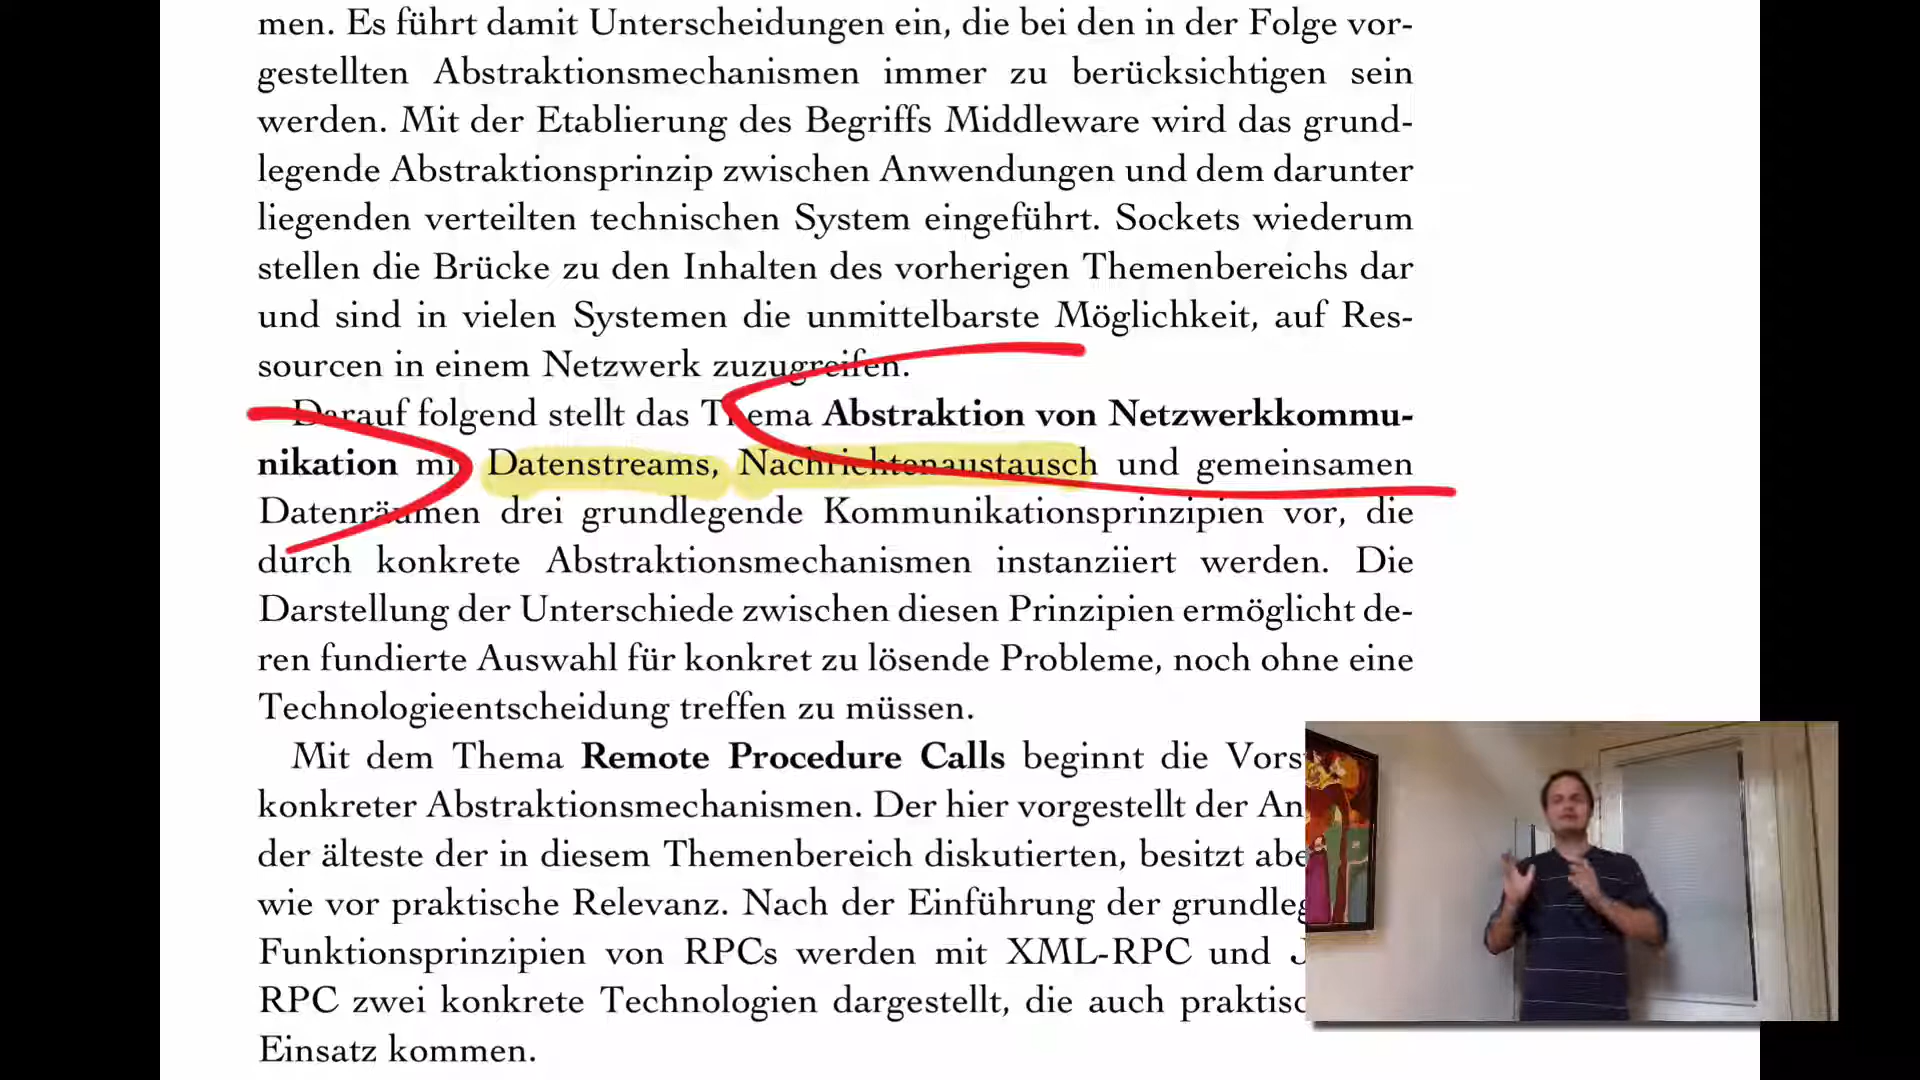 men. Es führt damit Unterscheidungen ein, die bei den in der Folge vor-
gestellten Abstraktionsmechanismen immer zu berücksichtigen sein
werden. Mit der Etablierung des Begriffs Middleware wird das grund-
legende Abstraktionsprinzip zwischen Anwendungen und dem darunter
liegenden verteilten technischen System eingeführt. Sockets wiederum
stellen die Brücke zu den Inhalten des vorherigen Themenbereichs dar
und sind in vielen Systemen die unmittelbarste Möglichkeit, auf Res-
sourcen in einem Netzwerk zuzugreifen.
Darauf folgend stellt das Thema Abstraktion von Netzwerkkommu-
nikation mit Datenstreams, Nachrichtenaustausch und gemeinsamen
Datenräumen drei grundlegende Kommunikationsprinzipien vor, die
durch konkrete Abstraktionsmechanismen instanziiert werden. Die
Darstellung der Unterschiede zwischen diesen Prinzipien ermöglicht de-
ren fundierte Auswahl für konkret zu lösende Probleme, noch ohne eine
Technologieentscheidung treffen zu müssen.
Mit dem Thema Remote Procedure Calls beginnt die
konkreter Abstraktionsmechanismen. Der hier vorgestellt der
der älteste der in diesem Themenbereich diskutierten, besitzt
wie vor praktische Relevanz. Nach der Einführung der
Funktionsprinzipien von RPCs werden mit XML-RPC und
RPC zwei konkrete Technologien dargestellt, die auch
Einsatz kommen.